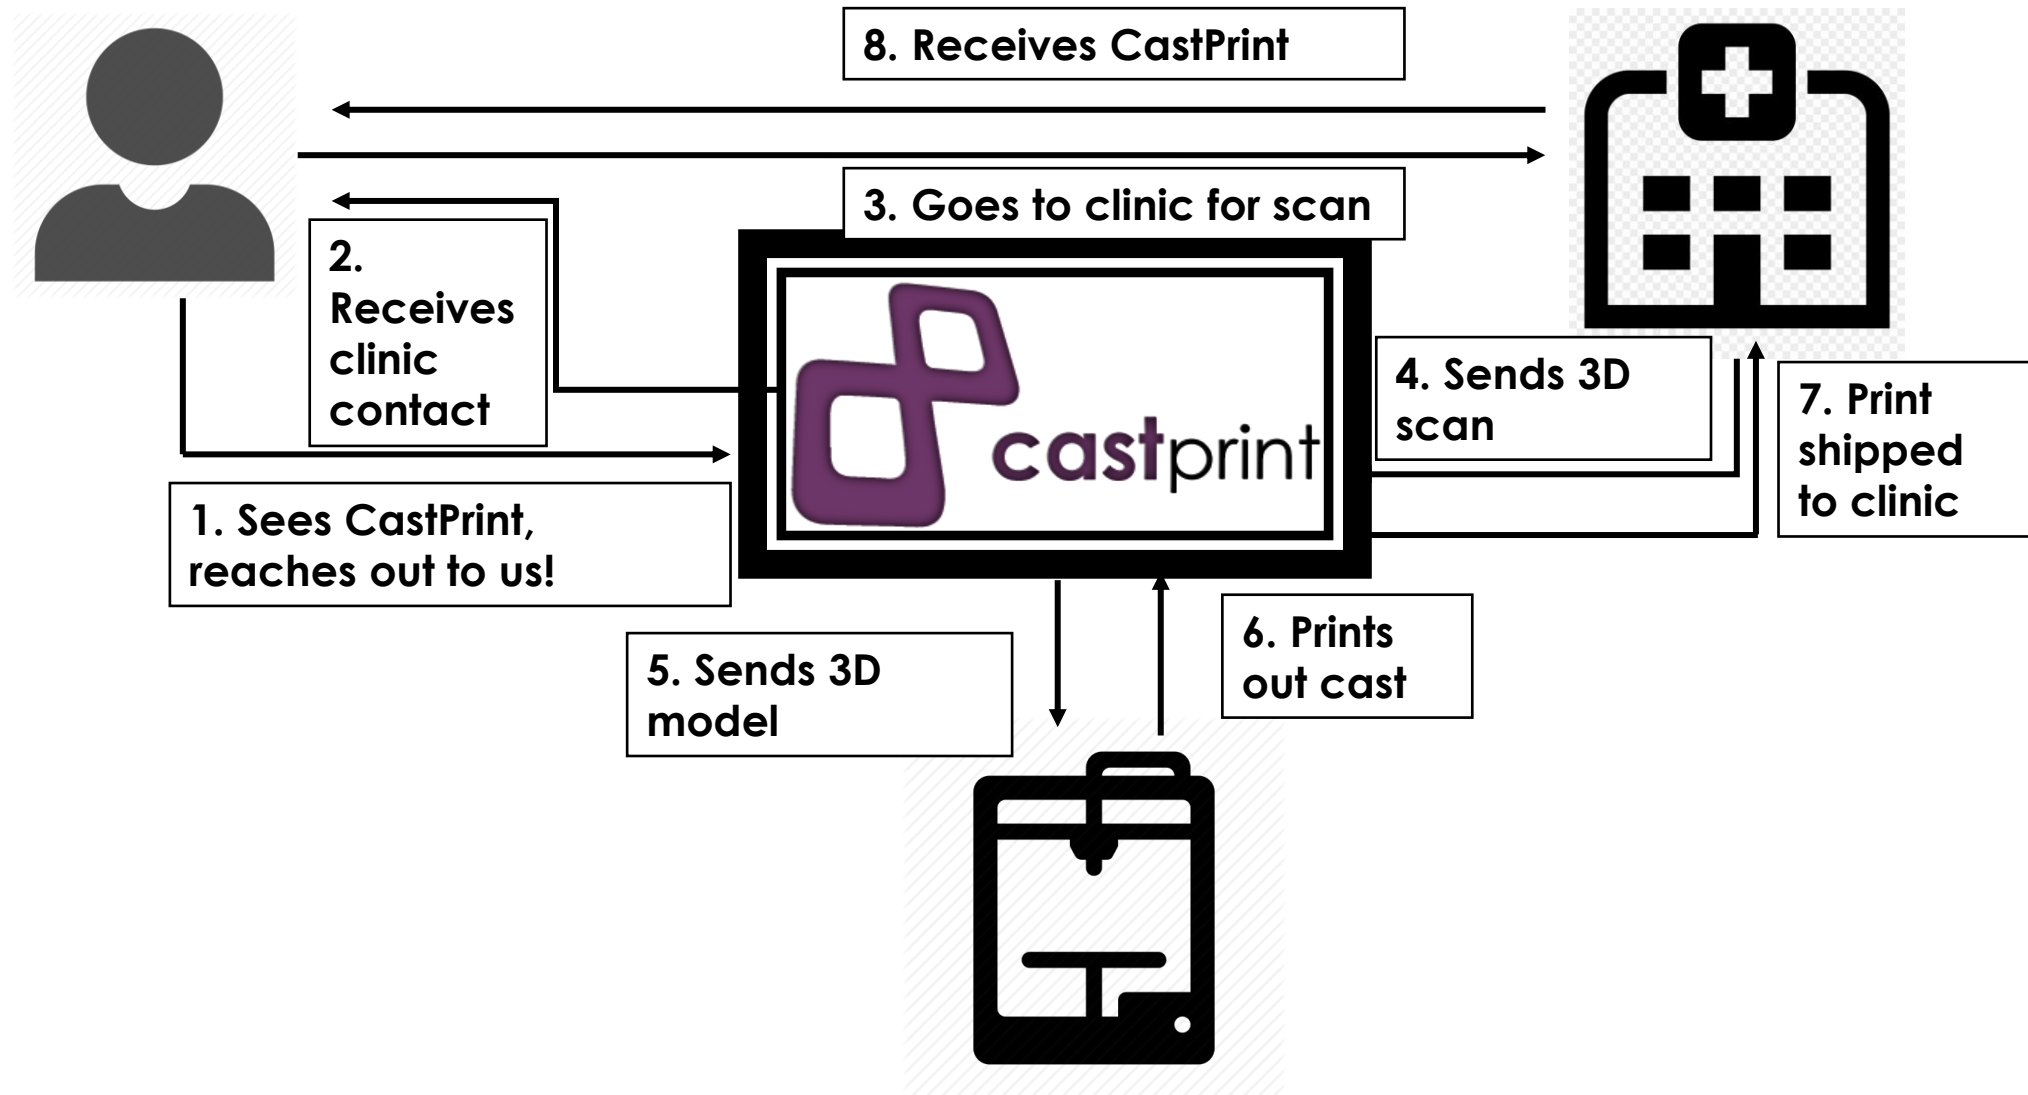 8. Receives CastPrint
3. Goes to clinic for scan
2.
Receives
clinic
contact
castprint
4. Sends 3D
scan
7. Print
shipped
to clinic
1. Sees CastPrint,
reaches out to us!
6. Prints
out cast
5. Sends 3D
model